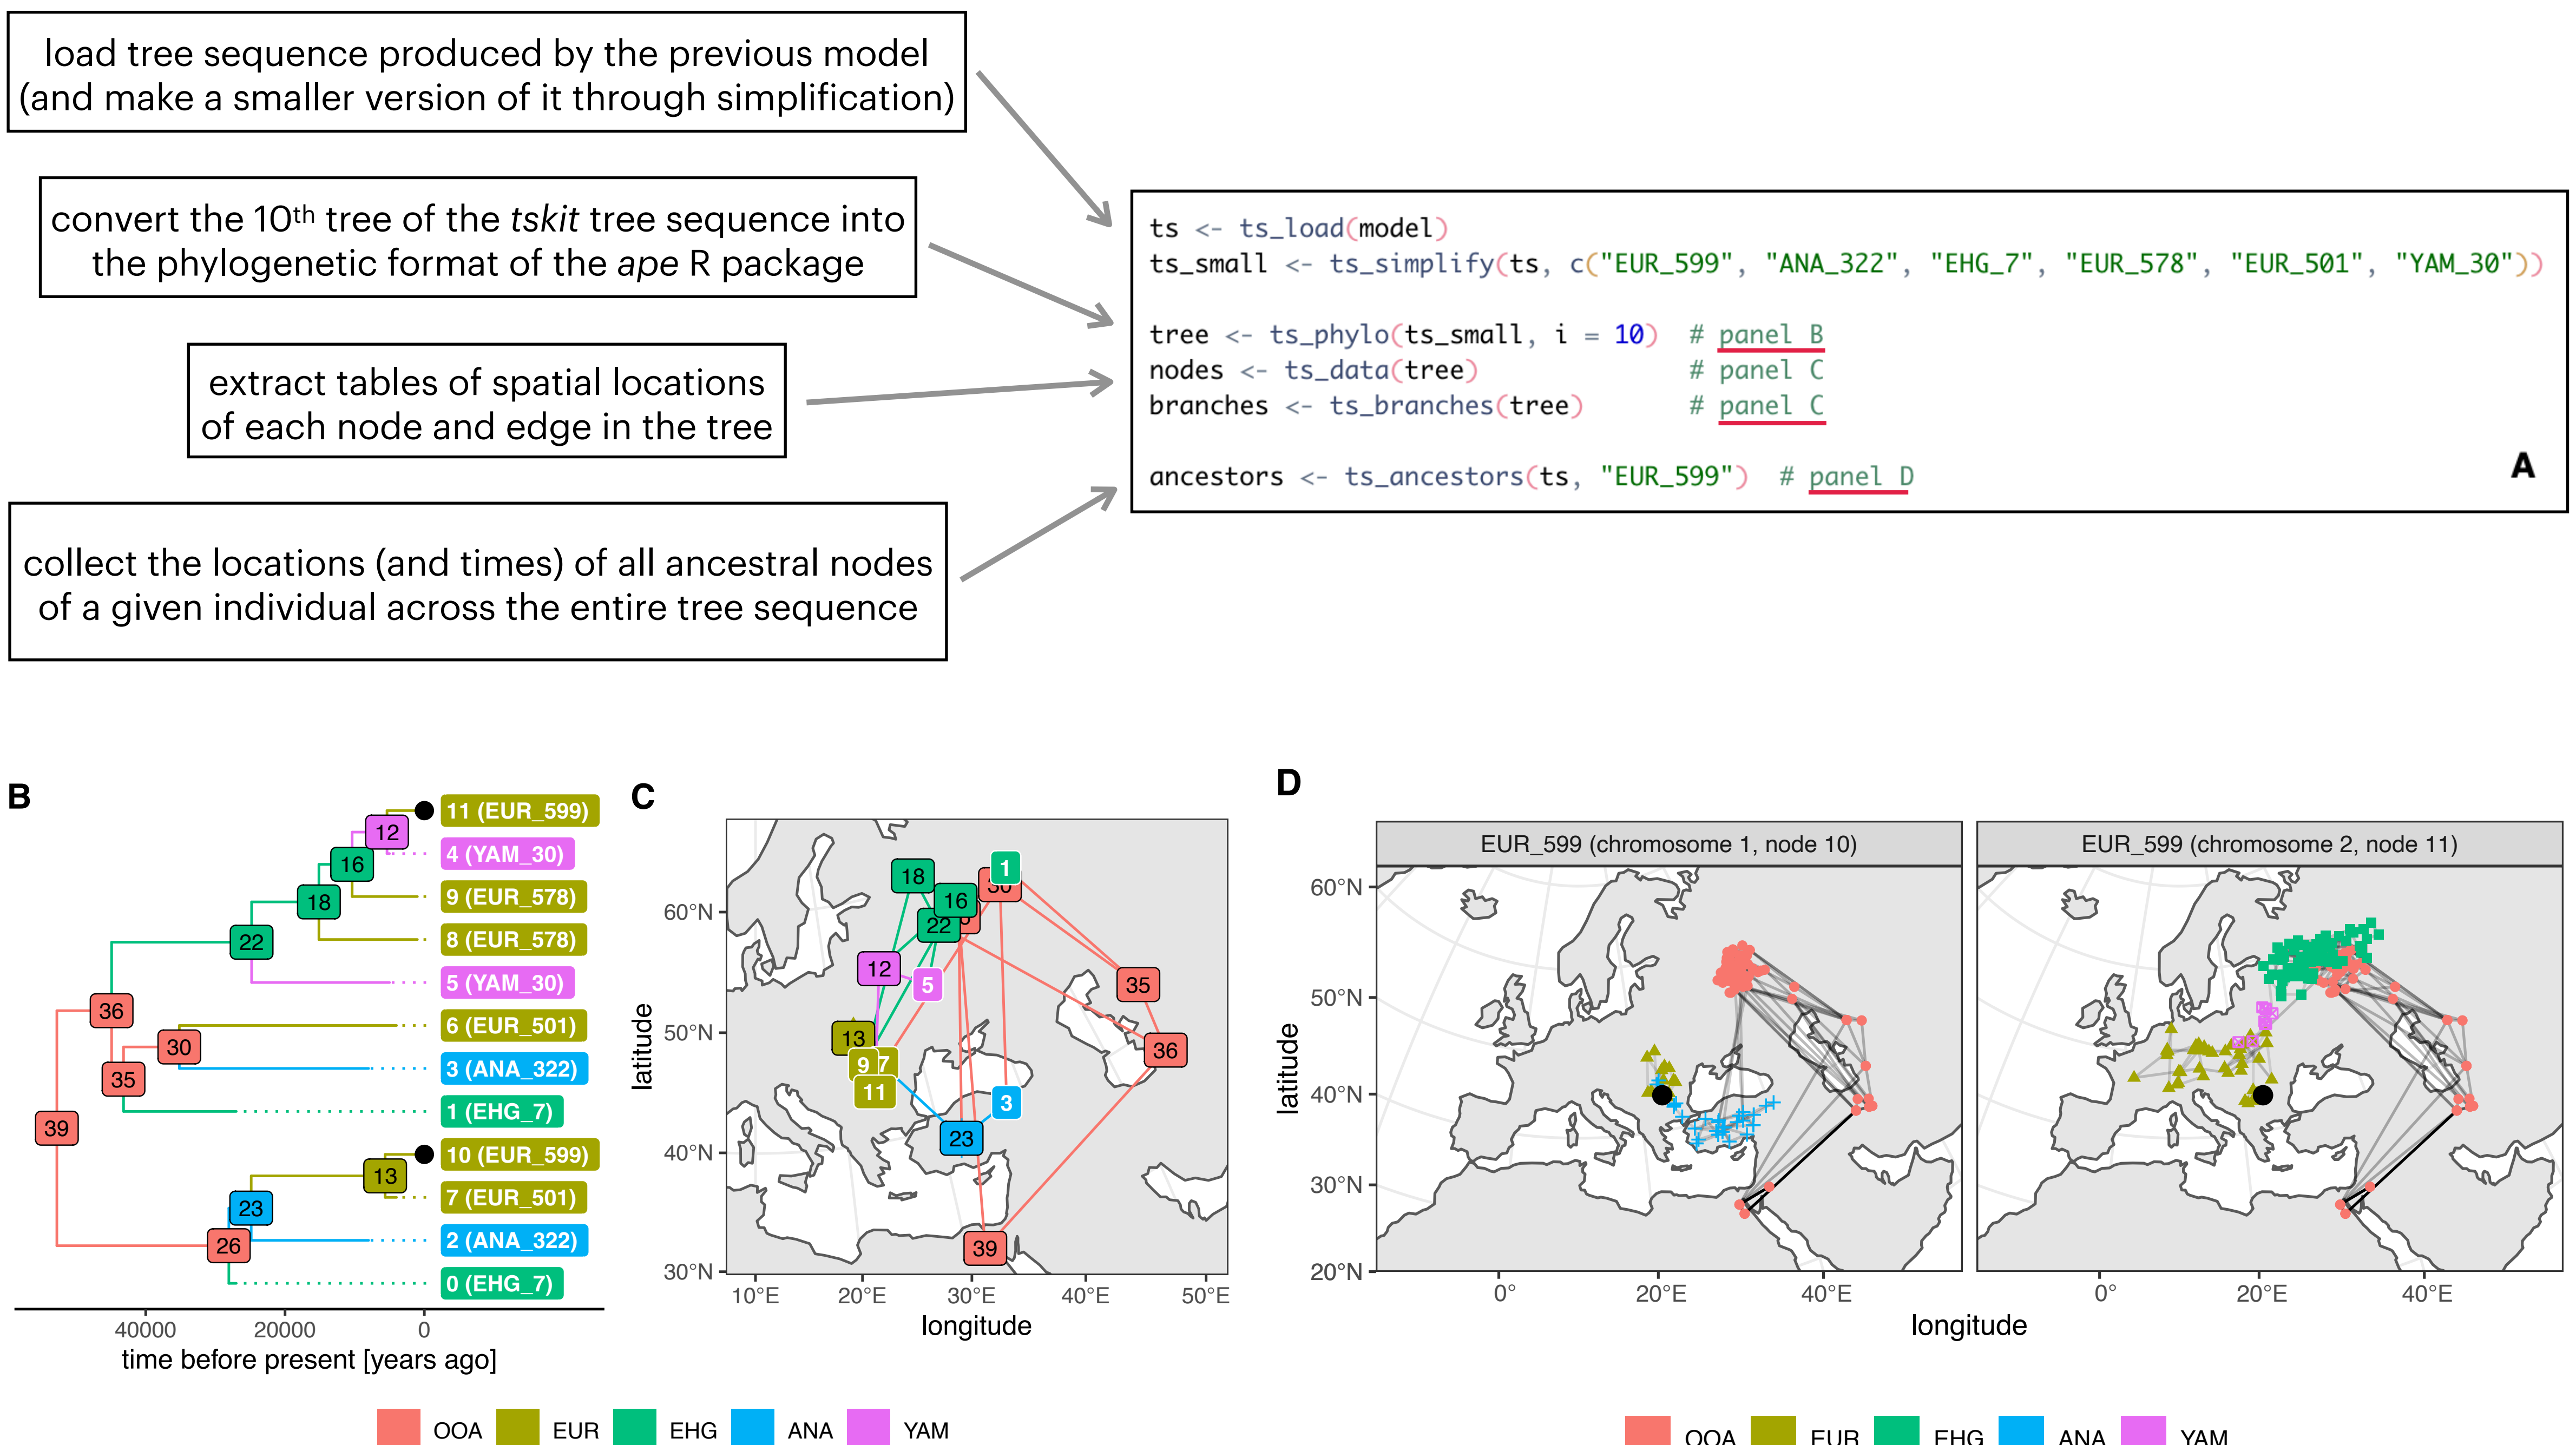 load tree sequence produced by the previous model
(and make a smaller version of it through simplification)
convert the 10th tree of the tskit tree sequence into
the phylogenetic format of the ape R package
extract tables of spatial locations
of each node and edge in the tree
collect the locations (and times) of all ancestral nodes
of a given individual across the entire tree sequence
ts <- ts_load(model)
ts_small <- ts_simplify(ts, c("EUR_599", "ANA_322", "EHG_7", "EUR_578", "EUR_501", "YAM_30"))
tree <- ts_phylo(ts_small, i = 10) # panel B
nodes <- ts_data(tree) # panel C
branches <- ts_branches(tree) # panel C
ancestors <- ts_ancestors(ts, "EUR_599") # panel D
A
B
11 (EUR_599)
12
4 (YAM_30)
16
9 (EUR_578)
18
8 (EUR_578)
22
5 (YAM_30)
36
6 (EUR_501)
30
3 (ANA_322)
35
1 (EHG_7)
39
10 (EUR_599)
13
7 (EUR_501)
23
2 (ANA_322)
26
0 (EHG_7)
40000 20000 0
time before present [years ago]
C
latitude
60°N
50°N
40°N
30°N
18
1
30
16
22
12
5
35
13
36
9
7
11
3
23
39
10°E 20°E 30°E 40°E 50°E
longitude
OOA EUR EHG ANA YAM
D
EUR_599 (chromosome 1, node 10)
EUR_599 (chromosome 2, node 11)
latitude
60°N
50°N
40°N
30°N
20°N
0° 20°E 40°E
0° 20°E 40°E
longitude
OOA EUR EHG ANA YAM